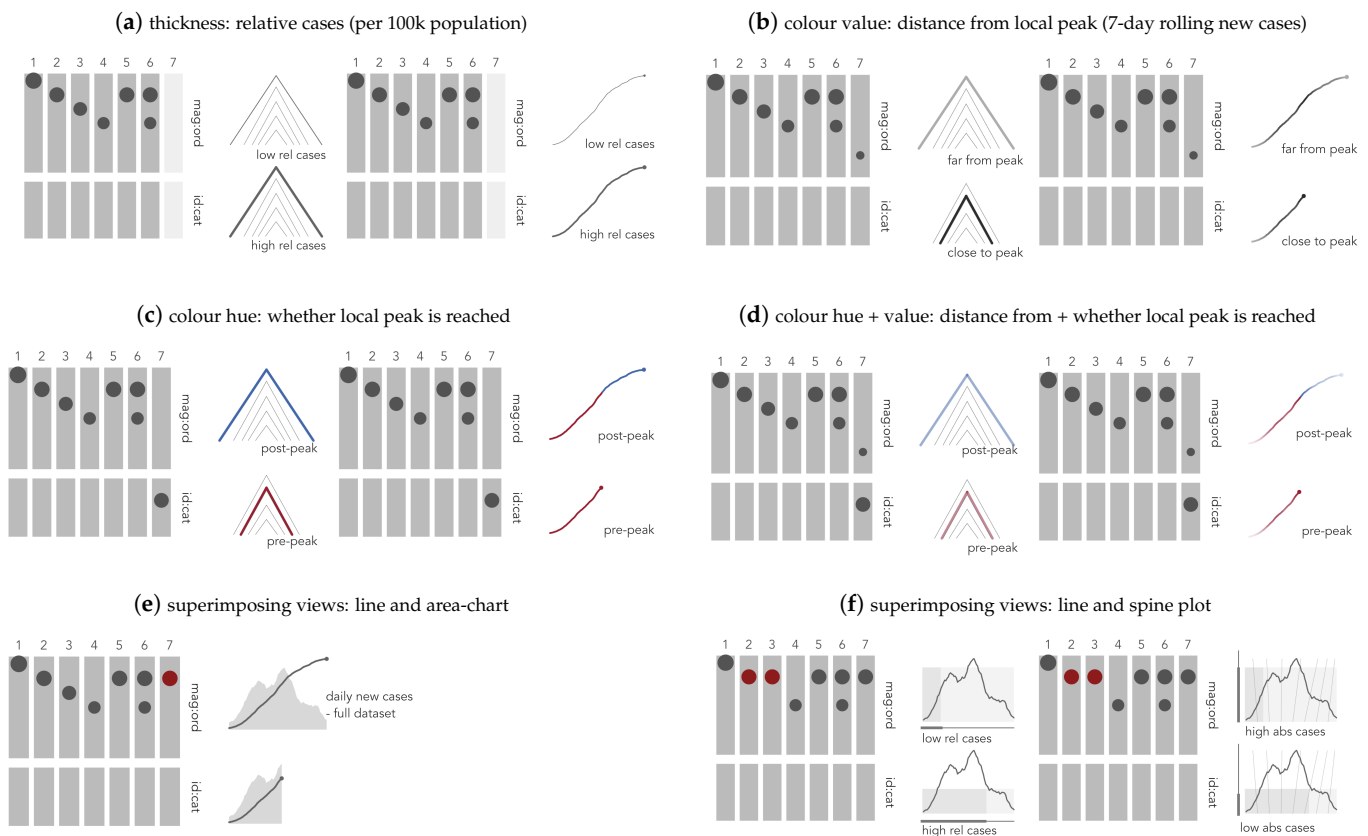 (a) thickness: relative cases (per 100k population)
1 2 3 4 5 6 7
mag:ord
id:cat
low rel cases
high rel cases
1 2 3 4 5 6 7
mag:ord
id:cat
low rel cases
high rel cases
(b) colour value: distance from local peak (7-day rolling new cases)
1 2 3 4 5 6 7
mag:ord
id:cat
far from peak
close to peak
1 2 3 4 5 6 7
mag:ord
id:cat
far from peak
close to peak
(c) colour hue: whether local peak is reached
1 2 3 4 5 6 7
mag:ord
id:cat
post-peak
pre-peak
1 2 3 4 5 6 7
mag:ord
id:cat
post-peak
pre-peak
(d) colour hue + value: distance from + whether local peak is reached
1 2 3 4 5 6 7
mag:ord
id:cat
post-peak
pre-peak
1 2 3 4 5 6 7
mag:ord
id:cat
post-peak
pre-peak
(e) superimposing views: line and area-chart
1 2 3 4 5 6 7
mag:ord
id:cat
daily new cases
- full dataset
(f) superimposing views: line and spine plot
1 2 3 4 5 6 7
mag:ord
id:cat
low rel cases
high rel cases
1 2 3 4 5 6 7
mag:ord
id:cat
high abs cases
low abs cases